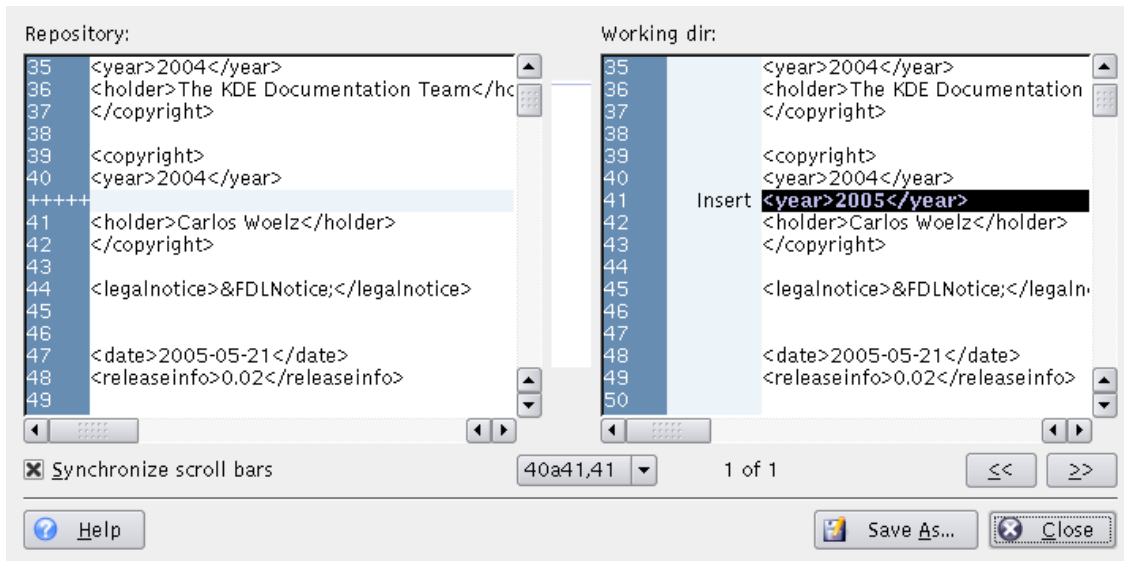 Repository:
35 <year>2004</year>
36 <holder>The KDE Documentation Team</hc
37 </copyright>
38
39 <copyright>
40 <year>2004</year>
+++++
41 <holder>Carlos Woelz</holder>
42 </copyright>
43
44 <legalnotice>&FDLNotice;</legalnotice>
45
46
47 <date>2005-05-21</date>
48 <releaseinfo>0.02</releaseinfo>
49
Working dir:
35 <year>2004</year>
36 <holder>The KDE Documentation
37 </copyright>
38
39 <copyright>
40 <year>2004</year>
41 Insert <year>2005</year>
42 <holder>Carlos Woelz</holder>
43 </copyright>
44
45 <legalnotice>&FDLNotice;</legaln
46
47
48 <date>2005-05-21</date>
49 <releaseinfo>0.02</releaseinfo>
50
Synchronize scroll bars 40a41,41 1 of 1 << >>
Help Save As... Close